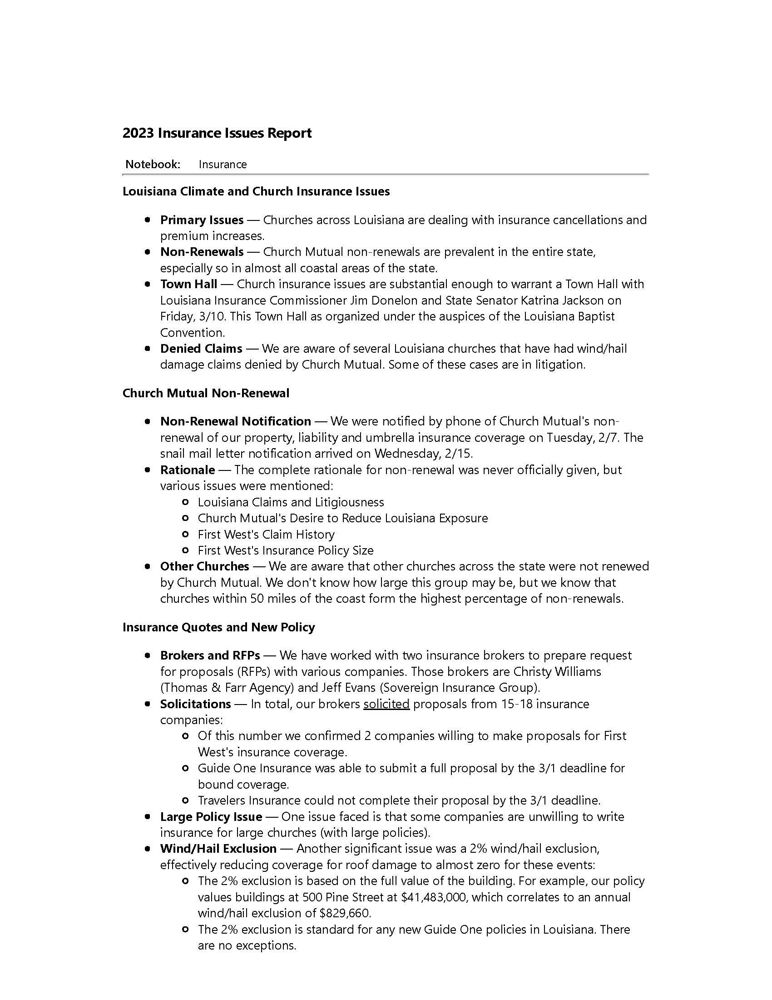 2023 Insurance Issues Report
Notebook: Insurance
Louisiana Climate and Church Insurance Issues
• Primary Issues — Churches across Louisiana are dealing with insurance cancellations and
premium increases.
• Non-Renewals — Church Mutual non-renewals are prevalent in the entire state,
especially so in almost all coastal areas of the state.
• Town Hall — Church insurance issues are substantial enough to warrant a Town Hall with
Louisiana Insurance Commissioner Jim Donelon and State Senator Katrina Jackson on
Friday, 3/10. This Town Hall as organized under the auspices of the Louisiana Baptist
Convention.
• Denied Claims — We are aware of several Louisiana churches that have had wind/hail
damage claims denied by Church Mutual. Some of these cases are in litigation.
Church Mutual Non-Renewal
• Non-Renewal Notification — We were notified by phone of Church Mutual's non-
renewal of our property, liability and umbrella insurance coverage on Tuesday, 2/7. The
snail mail letter notification arrived on Wednesday, 2/15.
• Rationale — The complete rationale for non-renewal was never officially given, but
various issues were mentioned:
o Louisiana Claims and Litigiousness
o Church Mutual's Desire to Reduce Louisiana Exposure
o First West's Claim History
o First West's Insurance Policy Size
• Other Churches — We are aware that other churches across the state were not renewed
by Church Mutual. We don't know how large this group may be, but we know that
churches within 50 miles of the coast form the highest percentage of non-renewals.
Insurance Quotes and New Policy
• Brokers and RFPs — We have worked with two insurance brokers to prepare request
for proposals (RFPs) with various companies. Those brokers are Christy Williams
(Thomas & Farr Agency) and Jeff Evans (Sovereign Insurance Group).
• Solicitations — In total, our brokers solicited proposals from 15-18 insurance
companies:
o Of this number we confirmed 2 companies willing to make proposals for First
West's insurance coverage.
o Guide One Insurance was able to submit a full proposal by the 3/1 deadline for
bound coverage.
o Travelers Insurance could not complete their proposal by the 3/1 deadline.
• Large Policy Issue — One issue faced is that some companies are unwilling to write
insurance for large churches (with large policies).
• Wind/Hail Exclusion — Another significant issue was a 2% wind/hail exclusion,
effectively reducing coverage for roof damage to almost zero for these events:
o The 2% exclusion is based on the full value of the building. For example, our policy
values buildings at 500 Pine Street at $41,483,000, which correlates to an annual
wind/hail exclusion of $829,660.
o The 2% exclusion is standard for any new Guide One policies in Louisiana. There
are no exceptions.